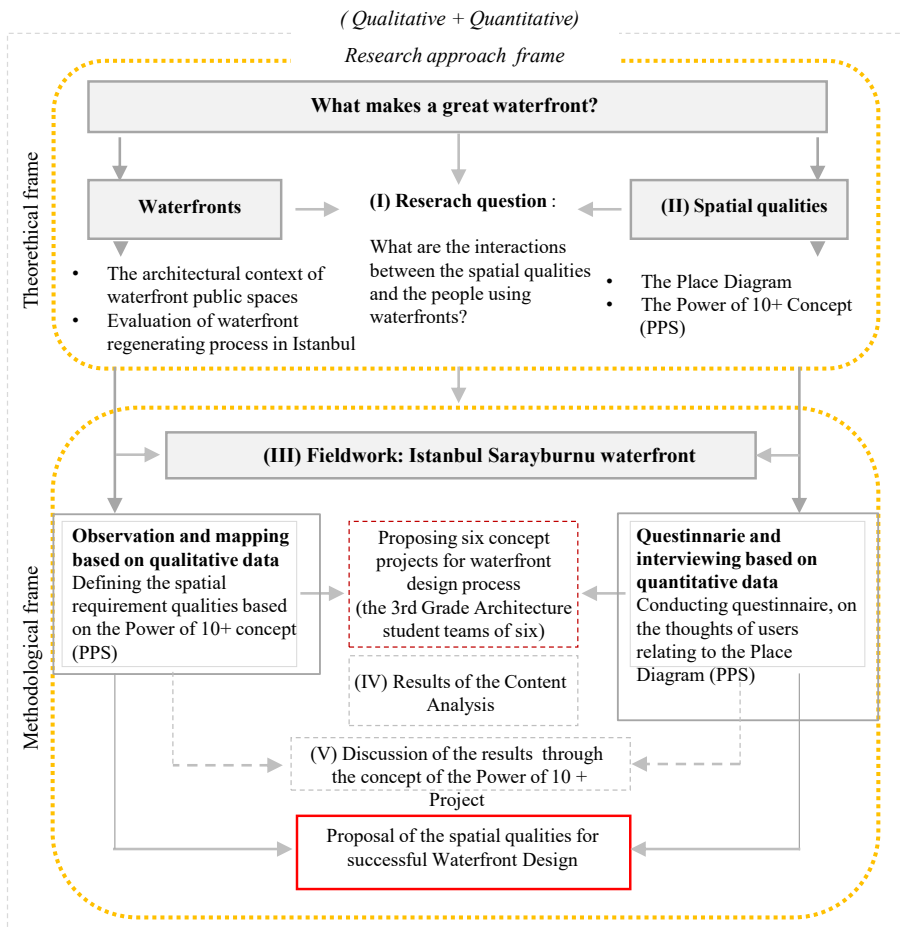 ( Qualitative + Quantitative)
Research approach frame
What makes a great waterfront?
Theorethical frame
Waterfronts
• The architectural context of
waterfront public spaces
• Evaluation of waterfront
regenerating process in Istanbul
(I) Reserach question :
What are the interactions
between the spatial qualities
and the people using
waterfronts?
(II) Spatial qualities
• The Place Diagram
• The Power of 10+ Concept
(PPS)
Methodological frame
(III) Fieldwork: Istanbul Sarayburnu waterfront
Observation and mapping
based on qualitative data
Defining the spatial
requirement qualities based
on the Power of 10+ concept
(PPS)
Proposing six concept
projects for waterfront
design process
(the 3rd Grade Architecture
student teams of six)
Questinnarie and
interviewing based on
quantitative data
Conducting questinnaire, on
the thoughts of users
relating to the Place
Diagram (PPS)
(IV) Results of the Content
Analysis
(V) Discussion of the results through
the concept of the Power of 10 +
Project
Proposal of the spatial qualities for
successful Waterfront Design